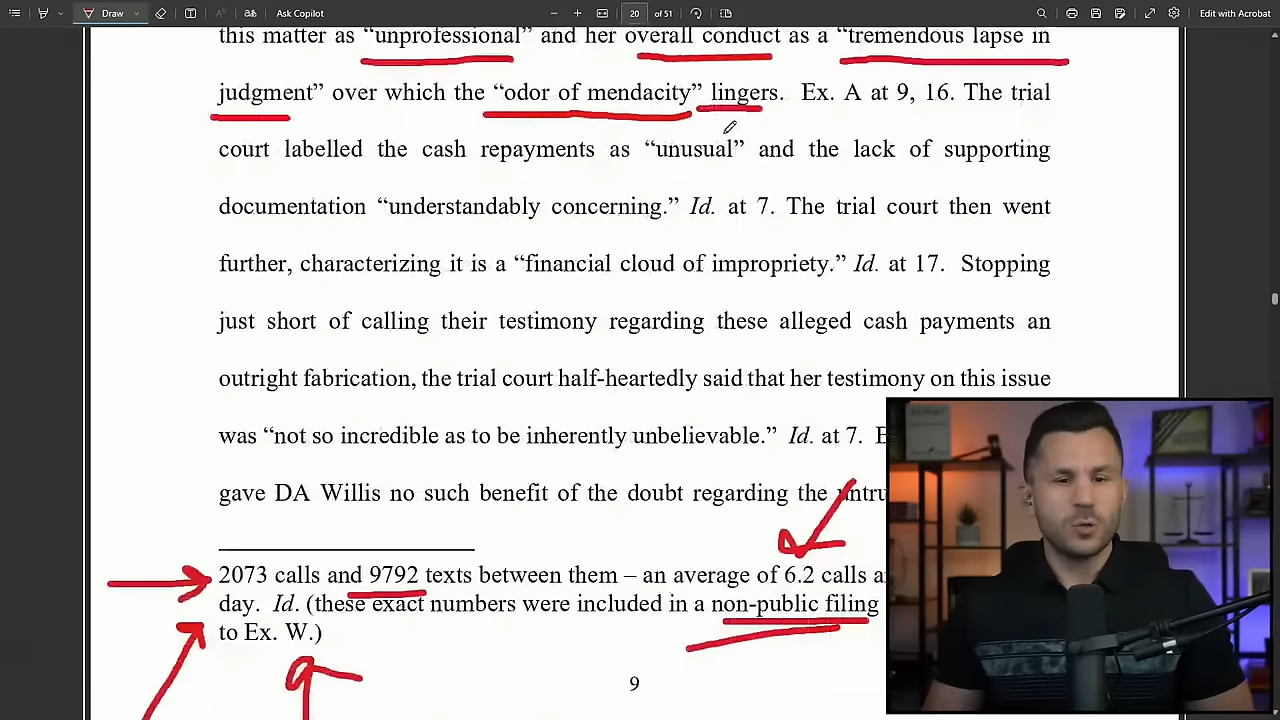 Draw
Ask Copilot
20 of 51
Edit with Acrobat
this matter as “unprofessional” and her overall conduct as a “tremendous lapse in
judgment” over which the “odor of mendacity” lingers. Ex. A at 9, 16. The trial
court labelled the cash repayments as “unusual” and the lack of supporting
documentation “understandably concerning.” Id. at 7. The trial court then went
further, characterizing it is a “financial cloud of impropriety.” Id. at 17. Stopping
just short of calling their testimony regarding these alleged cash payments an
outright fabrication, the trial court half-heartedly said that her testimony on this issue
was “not so incredible as to be inherently unbelievable.” Id. at 7.
gave DA Willis no such benefit of the doubt regarding the
2073 calls and 9792 texts between them – an average of 6.2 calls
day. Id. (these exact numbers were included in a non-public filing
to Ex. W.)
9